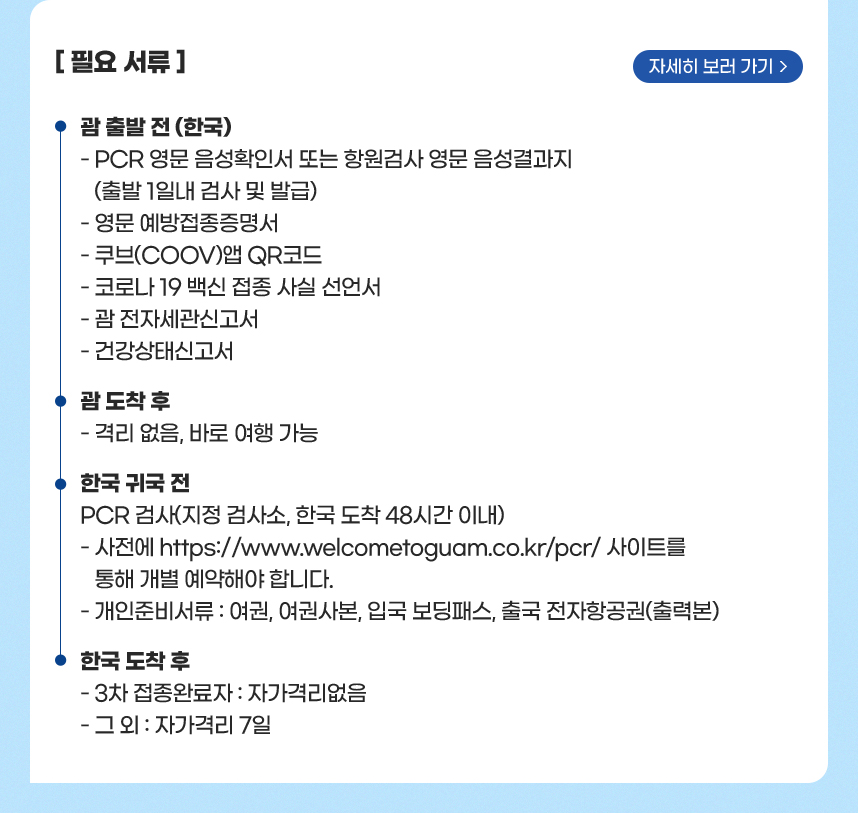 [ 필요 서류 ]
자세히 보러 가기 >
괌 출발 전 (한국)
- PCR 영문 음성확인서 또는 항원검사 영문 음성결과지
(출발 1일내 검사 및 발급)
- 영문 예방접종증명서
- 쿠브(COOV)앱 QR코드
- 코로나 19 백신 접종 사실 선언서
- 괌 전자세관신고서
- 건강상태신고서
괌 도착 후
- 격리 없음, 바로 여행 가능
한국 귀국 전
PCR 검사(지정 검사소, 한국 도착 48시간 이내)
- 사전에 https://www.welcometoguam.co.kr/pcr/ 사이트를
통해 개별 예약해야 합니다.
- 개인준비서류 : 여권, 여권사본, 입국 보딩패스, 출국 전자항공권(출력본)
한국 도착 후
- 3차 접종완료자 : 자가격리없음
- 그 외 : 자가격리 7일